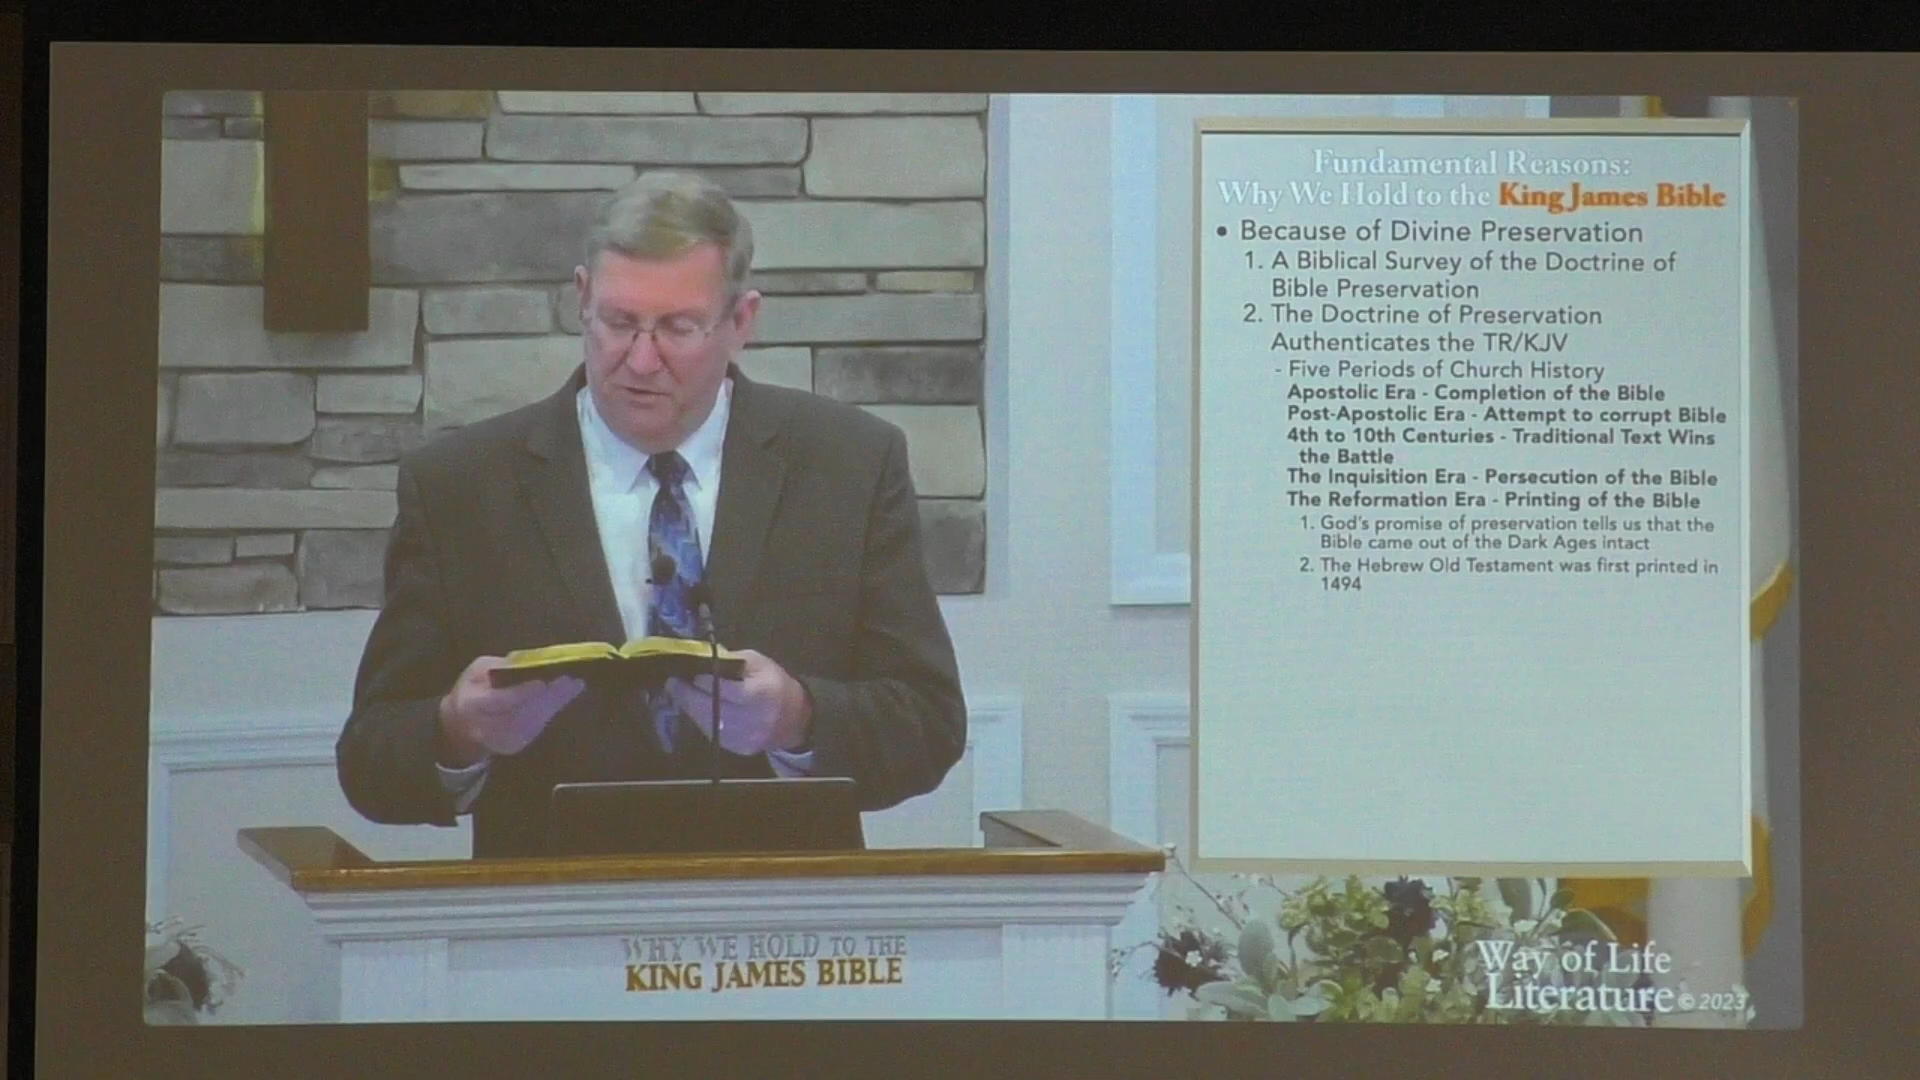 Fundamental Reasons:
Why We Hold to the King James Bible
• Because of Divine Preservation
1. A Biblical Survey of the Doctrine of
Bible Preservation
2. The Doctrine of Preservation
Authenticates the TR/KJV
- Five Periods of Church History
Apostolic Era - Completion of the Bible
Post-Apostolic Era - Attempt to corrupt Bible
4th to 10th Centuries - Traditional Text Wins
the Battle
The Inquisition Era - Persecution of the Bible
The Reformation Era - Printing of the Bible
1. God's promise of preservation tells us that the
Bible came out of the Dark Ages intact
2. The Hebrew Old Testament was first printed in
1494
WHY WE HOLD TO THE
KING JAMES BIBLE
Way of Life
Literature © 2023